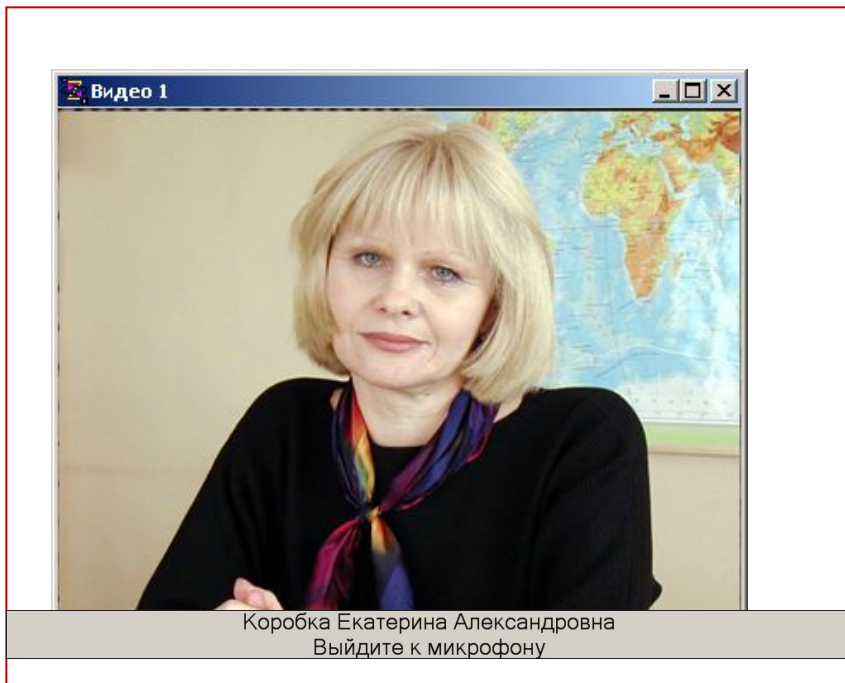 Видео 1
Коробка Екатерина Александровна
Выйдите к микрофону